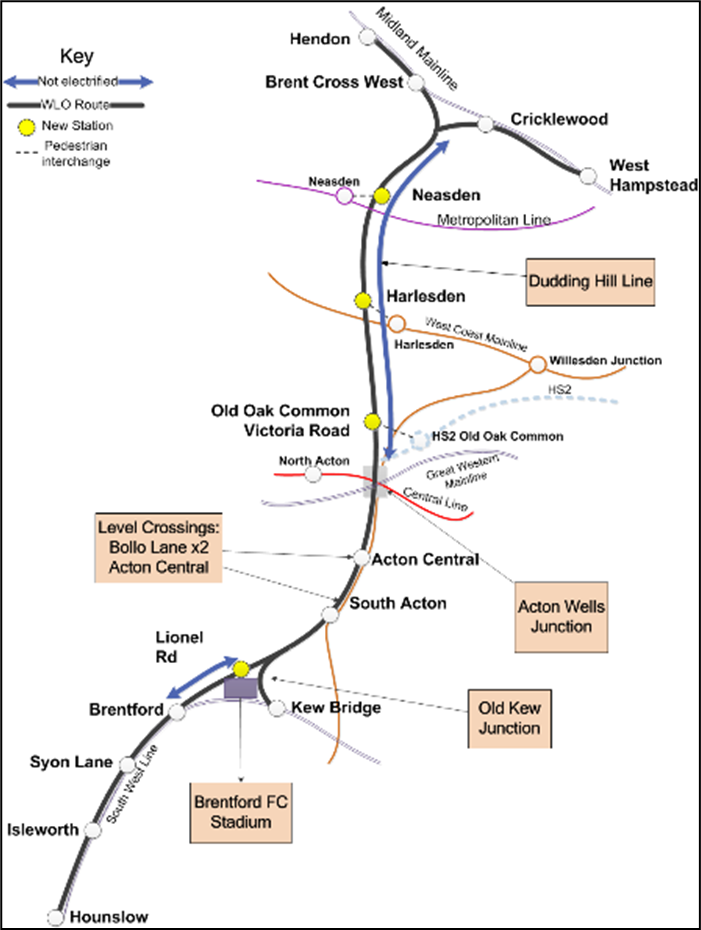 Key
Not electrified
WLO Route
New Station
Pedestrian
interchange
Hendon
Midland Mainline
Brent Cross West
Cricklewood
West
Hampstead
Neasden
Neasden
Metropolitan Line
Dudding Hill Line
Harlesden
West Coast Mainline
Harlesden
Willesden Junction
HS2
Old Oak Common
Victoria Road
HS2 Old Oak Common
North Acton
Great Western
Mainline
Central Line
Level Crossings:
Bollo Lane x2
Acton Central
Acton Central
South Acton
Acton Wells
Junction
Lionel
Rd
Brentford
Kew Bridge
Old Kew
Junction
Syon Lane
South West Line
Brentford FC
Stadium
Isleworth
Hounslow